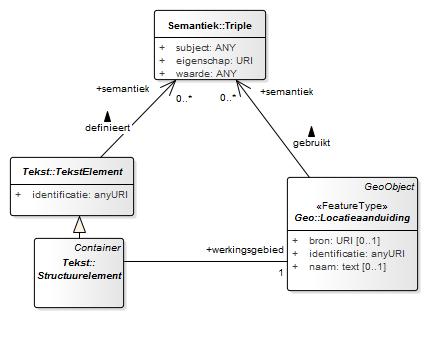 Semantiek::Triple
+ subject: ANY
+ eigenschap: URI
+ waarde: ANY
+semantiek
0..*
0..*
+semantiek
definieert
gebruikt
Tekst::TekstElement
+ identificatie: anyURI
GeoObject
«FeatureType»
Geo::Locatieaanduiding
+ bron: URI [0..1]
+ identificatie: anyURI
+ naam: text [0..1]
Container
Tekst::
Structuurelement
+werkingsgebied
1